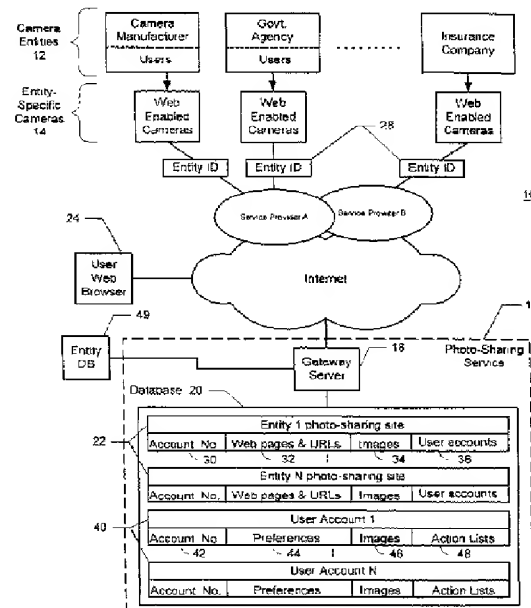 Camera Entities 12
Camera Manufacturer
Users
Govt. Agency
Users
Insurance Company
Entity-Specific Cameras 14
Web Enabled Cameras
Web Enabled Cameras
Web Enabled Cameras
28
Entity ID
Entity ID
Entity ID
10
Service Provider A
Service Provider B
24
User Web Browser
Internet
49
Entity DB
18
Gateway Server
1
Photo-Sharing Service
Database 20
22
Entity 1 photo-sharing site
Account No. Web pages & URLs Images User accounts
30 32 34 36
Entity N photo-sharing site
Account No. Web pages & URLs Images User accounts
40
User Account 1
Account No. Preferences Images Action Lists
42 44 46 48
User Account N
Account No. Preferences Images Action Lists